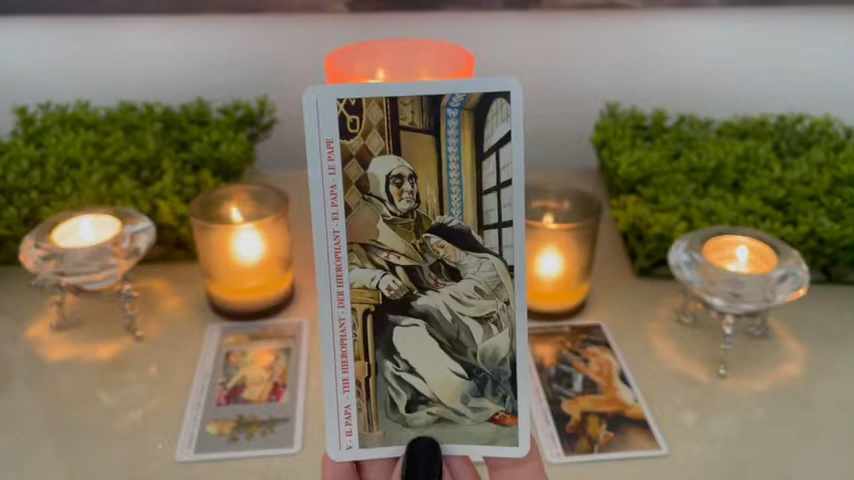 V - IL PAPA · THE HIEROPHANT · DER HIEROPHANT · EL PAPA · LE PAPE